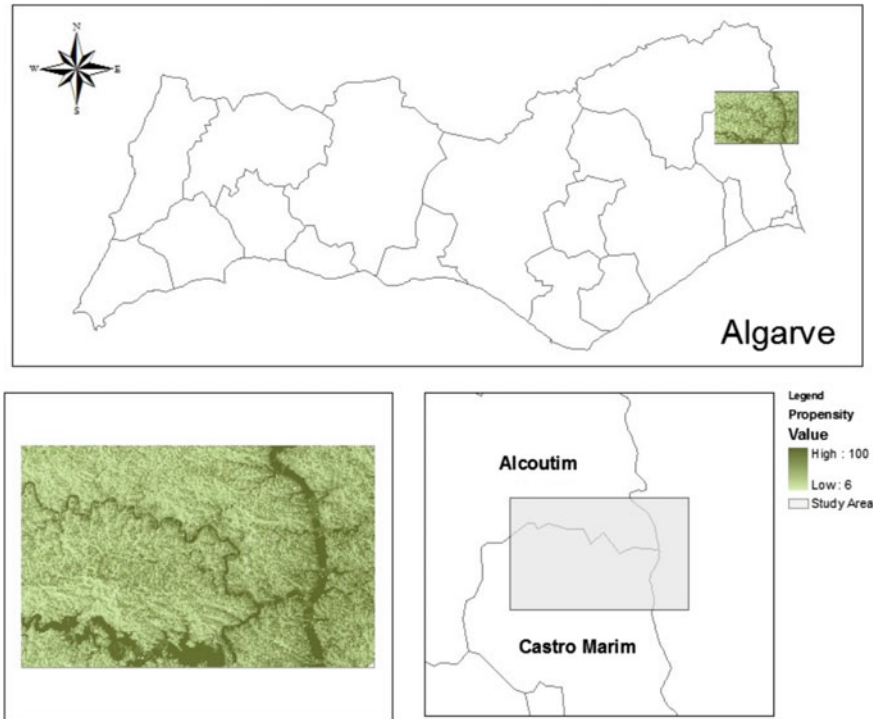 N
W E
S
Algarve
Alcoutim
Castro Marim
Legend
Propensity
Value
High : 100
Low : 6
Study Area